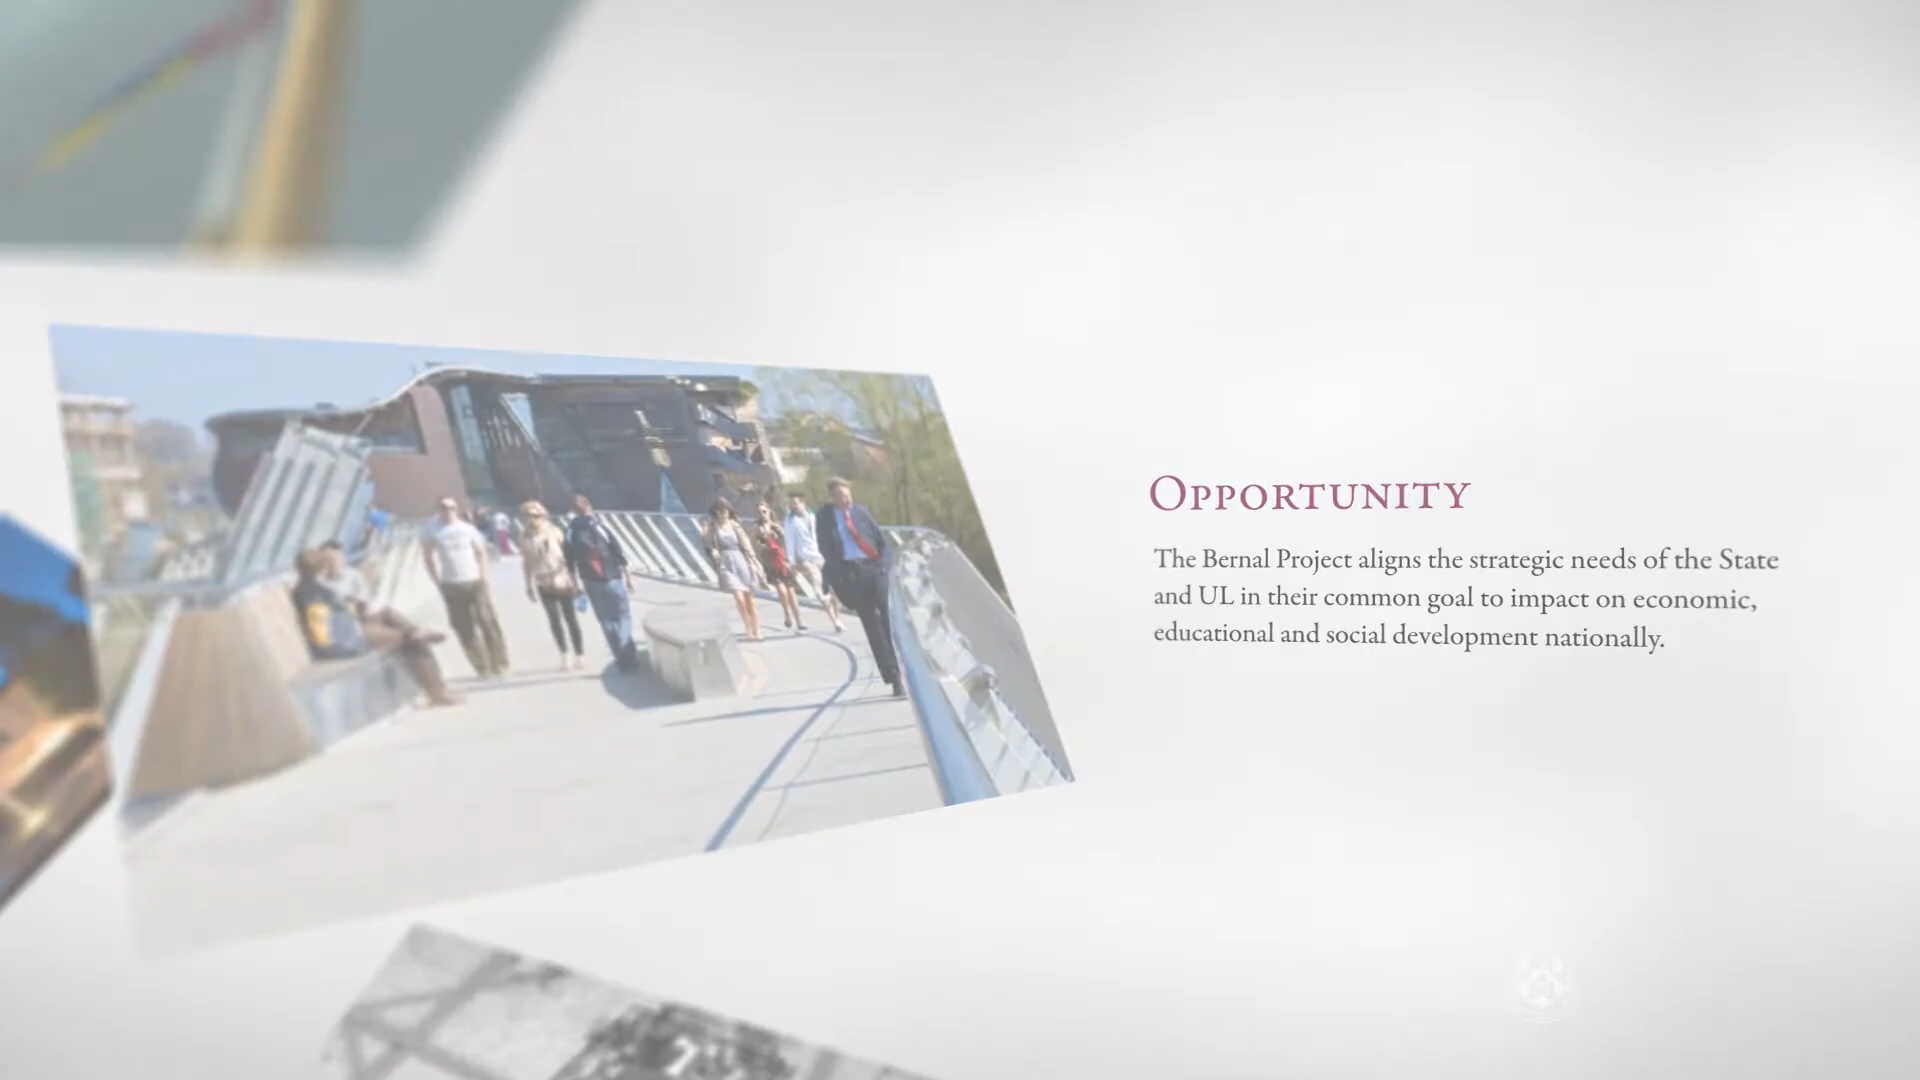 Opportunity
The Bernal Project aligns the strategic needs of the State
and UL in their common goal to impact on economic,
educational and social development nationally.